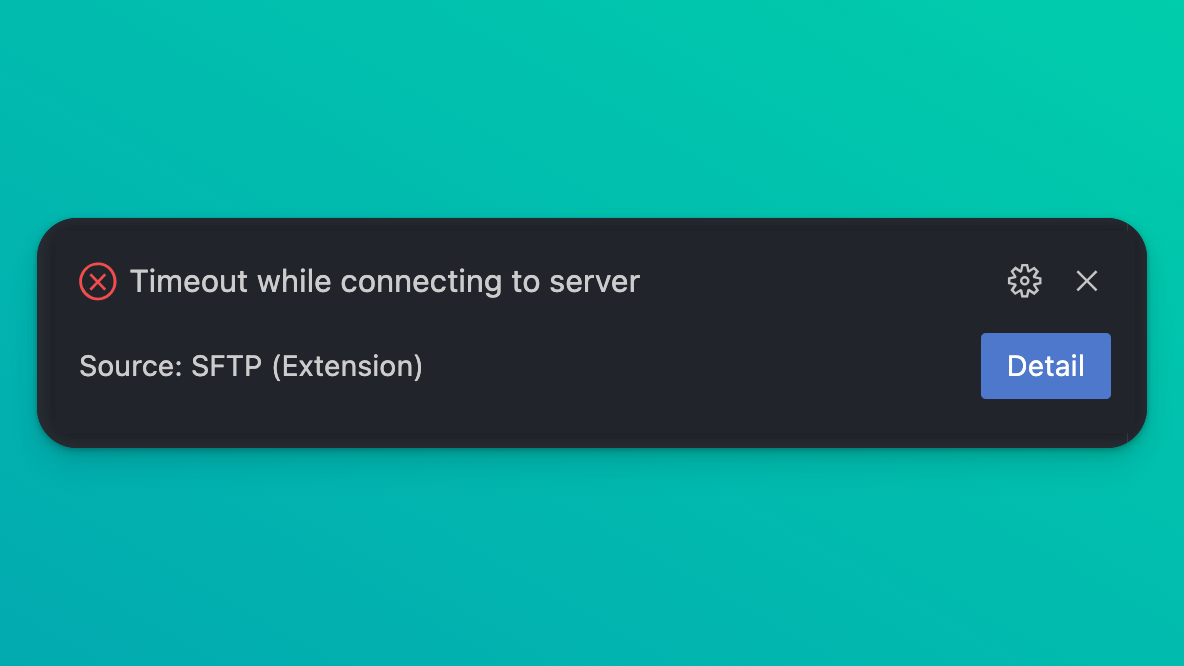 Timeout while connecting to server
Source: SFTP (Extension)
Detail